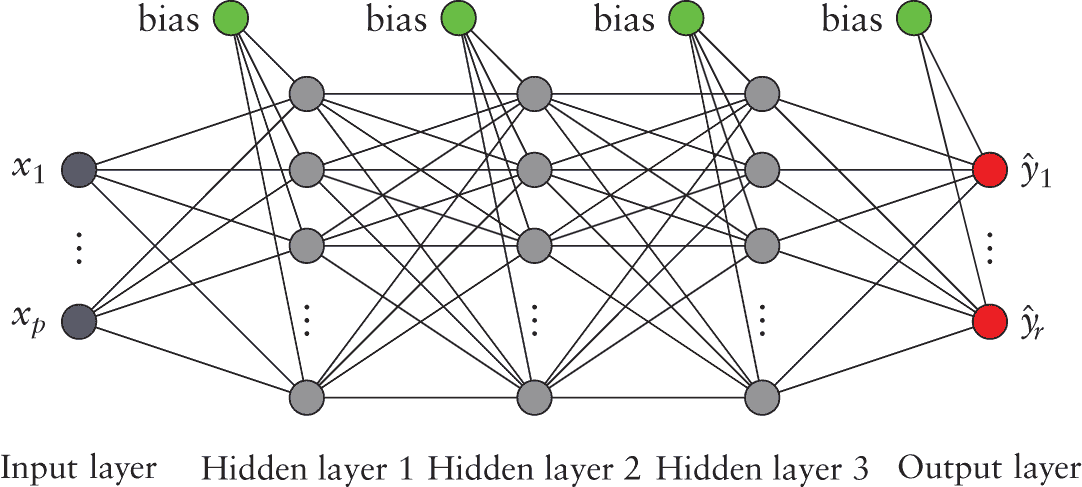 bias bias bias bias
x1 ŷ1
⋮ ⋮
xp ⋮ ⋮ ⋮ ŷr
Input layer Hidden layer 1 Hidden layer 2 Hidden layer 3 Output layer